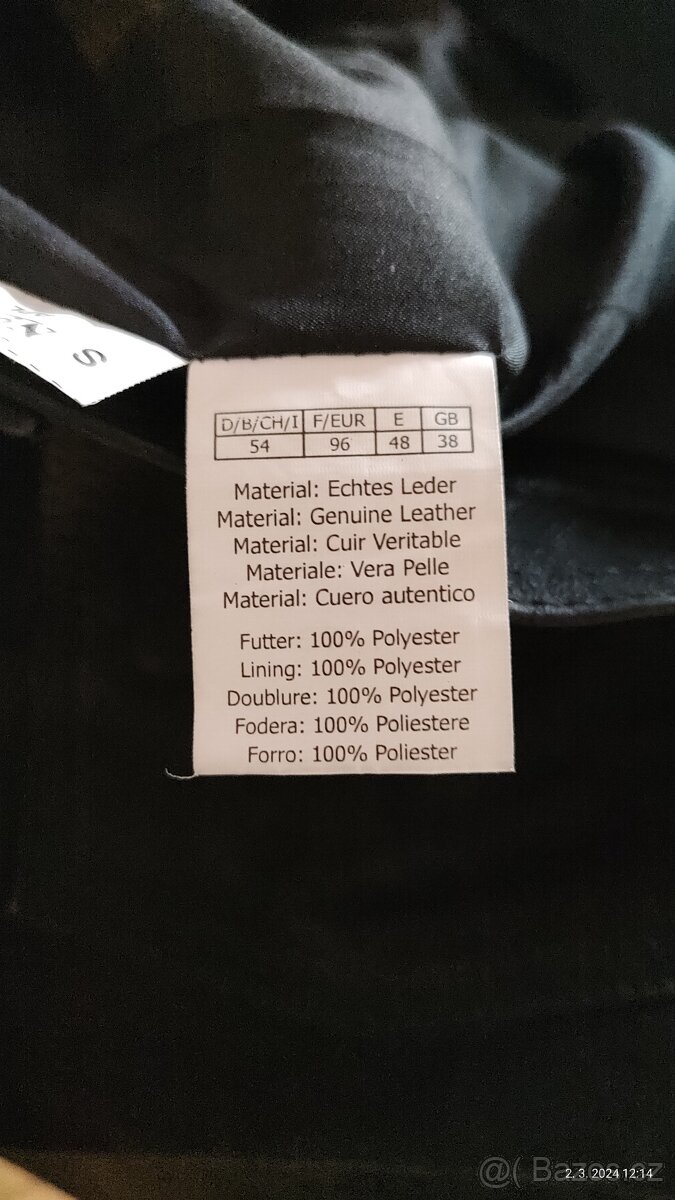 S
D/B/CH/I F/EUR E GB
54 96 48 38
Material: Echtes Leder
Material: Genuine Leather
Material: Cuir Veritable
Materiale: Vera Pelle
Material: Cuero autentico
Futter: 100% Polyester
Lining: 100% Polyester
Doublure: 100% Polyester
Fodera: 100% Poliestere
Forro: 100% Poliester
2. 3. 2024 12:14